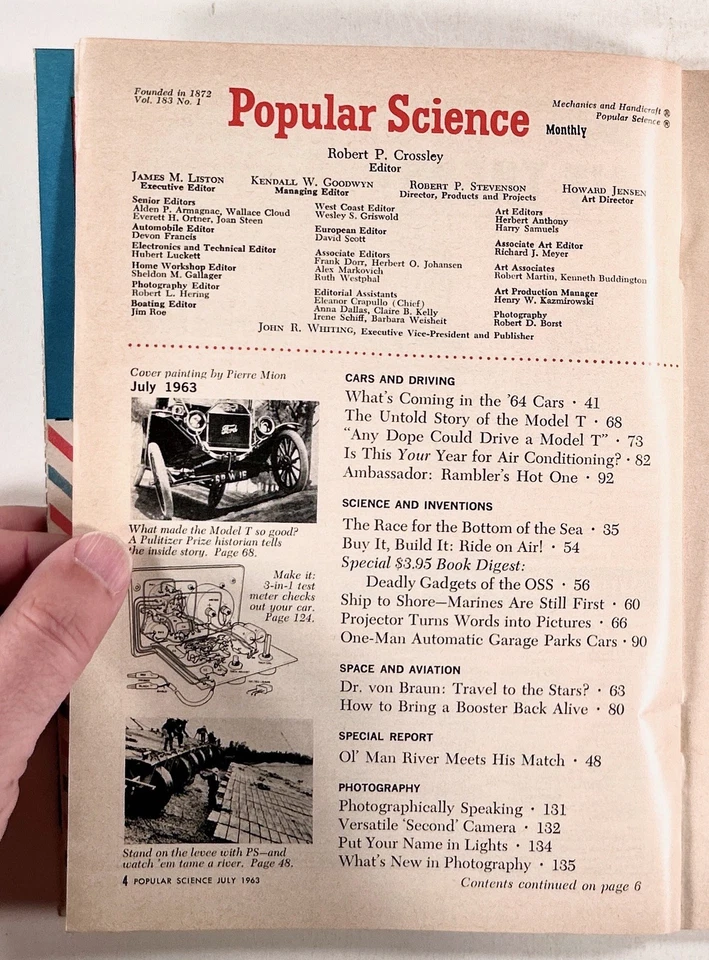 Founded in 1872
Vol. 183 No. 1
Popular Science Monthly
Mechanics and Handicraft ®
Popular Science ®
Robert P. Crossley
Editor
JAMES M. LISTON
Executive Editor
KENDALL W. GOODWYN
Managing Editor
ROBERT P. STEVENSON
Director, Products and Projects
HOWARD JENSEN
Art Director
Senior Editors
Alden P. Armagnac, Wallace Cloud
Everett H. Ortner, Joan Steen
Automobile Editor
Devon Francis
Electronics and Technical Editor
Hubert Luckett
Home Workshop Editor
Sheldon M. Gallager
Photography Editor
Robert L. Hering
Boating Editor
Jim Roe
West Coast Editor
Wesley S. Griswold
European Editor
David Scott
Associate Editors
Frank Dorr, Herbert O. Johansen
Alex Markovich
Ruth Westphal
Editorial Assistants
Eleanor Crapullo (Chief)
Anna Dallas, Claire B. Kelly
Irene Schiff, Barbara Weisheit
Art Editors
Herbert Anthony
Harry Samuels
Associate Art Editor
Richard J. Meyer
Art Associates
Robert Martin, Kenneth Buddington
Art Production Manager
Henry W. Kazmirowski
Photography
Robert D. Borst
JOHN R. WHITING, Executive Vice-President and Publisher
Cover painting by Pierre Mion
July 1963
Ford
What made the Model T so good?
A Pulitizer Prize historian tells
the inside story. Page 68.
Make it:
3-in-1 test
meter checks
out your car.
Page 124.
Stand on the levee with PS—and
watch 'em tame a river. Page 48.
CARS AND DRIVING
What's Coming in the '64 Cars · 41
The Untold Story of the Model T · 68
"Any Dope Could Drive a Model T" · 73
Is This Your Year for Air Conditioning? · 82
Ambassador: Rambler's Hot One · 92
SCIENCE AND INVENTIONS
The Race for the Bottom of the Sea · 35
Buy It, Build It: Ride on Air! · 54
Special $3.95 Book Digest:
Deadly Gadgets of the OSS · 56
Ship to Shore—Marines Are Still First · 60
Projector Turns Words into Pictures · 66
One-Man Automatic Garage Parks Cars · 90
SPACE AND AVIATION
Dr. von Braun: Travel to the Stars? · 63
How to Bring a Booster Back Alive · 80
SPECIAL REPORT
Ol' Man River Meets His Match · 48
PHOTOGRAPHY
Photographically Speaking · 131
Versatile 'Second' Camera · 132
Put Your Name in Lights · 134
What's New in Photography · 135
Contents continued on page 6
4 POPULAR SCIENCE JULY 1963